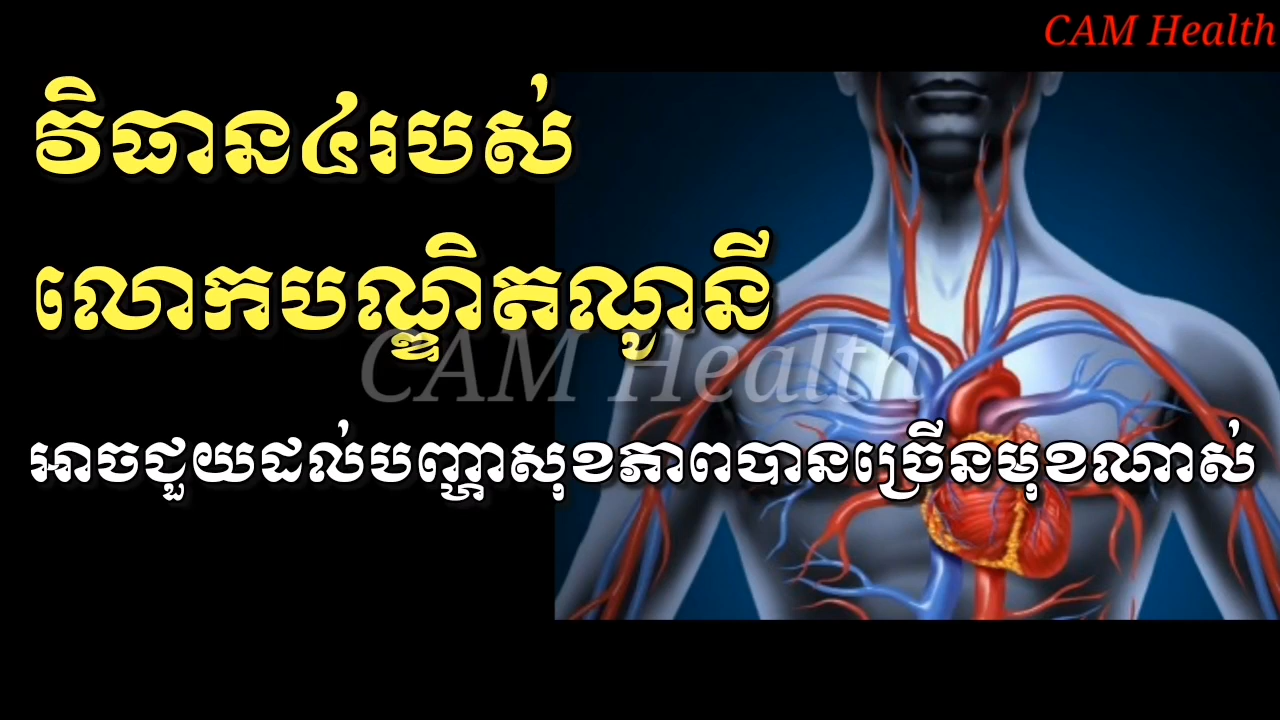 CAM Health
វិធាន៤របស់
លោកបណ្ឌិតណូនី
CAM Health
អាចជួយដល់បញ្ហាសុខភាពបានច្រើនមុខណាស់